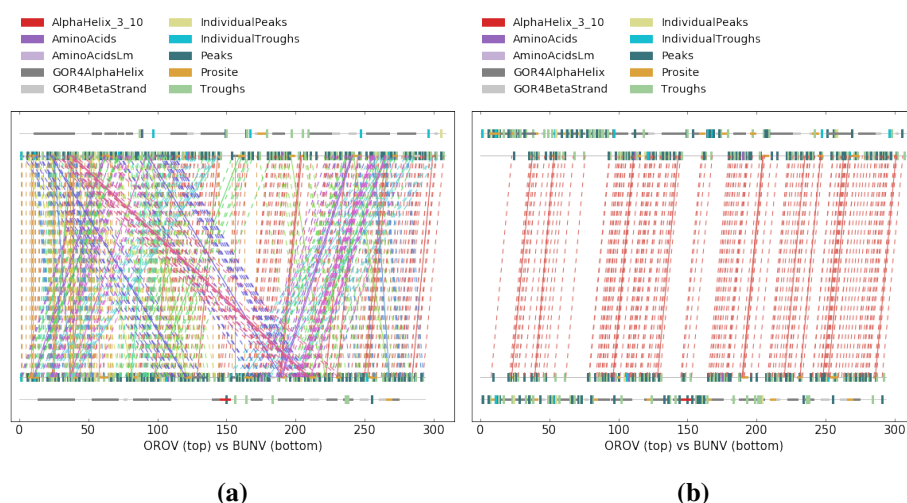 AlphaHelix_3_10
AminoAcids
AminoAcidsLm
GOR4AlphaHelix
GOR4BetaStrand
IndividualPeaks
IndividualTroughs
Peaks
Prosite
Troughs
0 50 100 150 200 250 300
OROV (top) vs BUNV (bottom)
(a)
AlphaHelix_3_10
AminoAcids
AminoAcidsLm
GOR4AlphaHelix
GOR4BetaStrand
IndividualPeaks
IndividualTroughs
Peaks
Prosite
Troughs
0 50 100 150 200 250 300
OROV (top) vs BUNV (bottom)
(b)